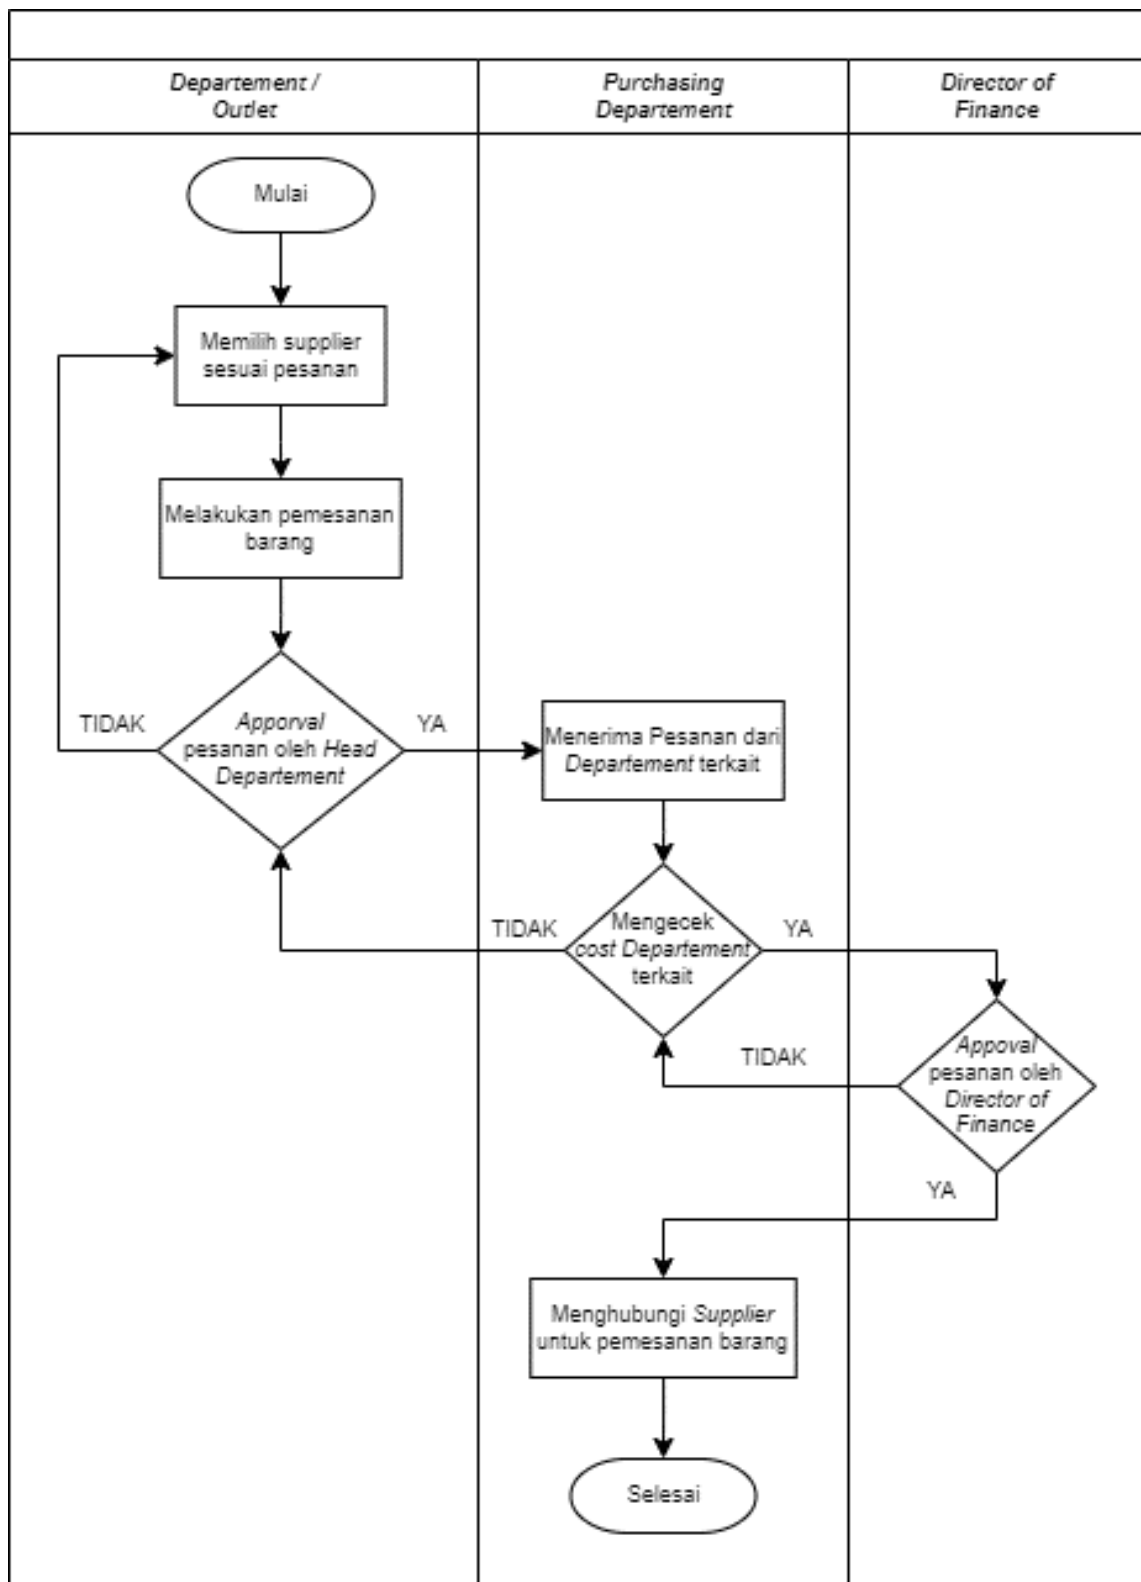 Departement /
Outlet
Purchasing
Departement
Director of
Finance
Mulai
Memilih supplier
sesuai pesanan
Melakukan pemesanan
barang
TIDAK
Apporval
pesanan oleh Head
Departement
YA
Menerima Pesanan dari
Departement terkait
TIDAK
Mengecek
cost Departement
terkait
YA
TIDAK
Appoval
pesanan oleh
Director of
Finance
YA
Menghubungi Supplier
untuk pemesanan barang
Selesai